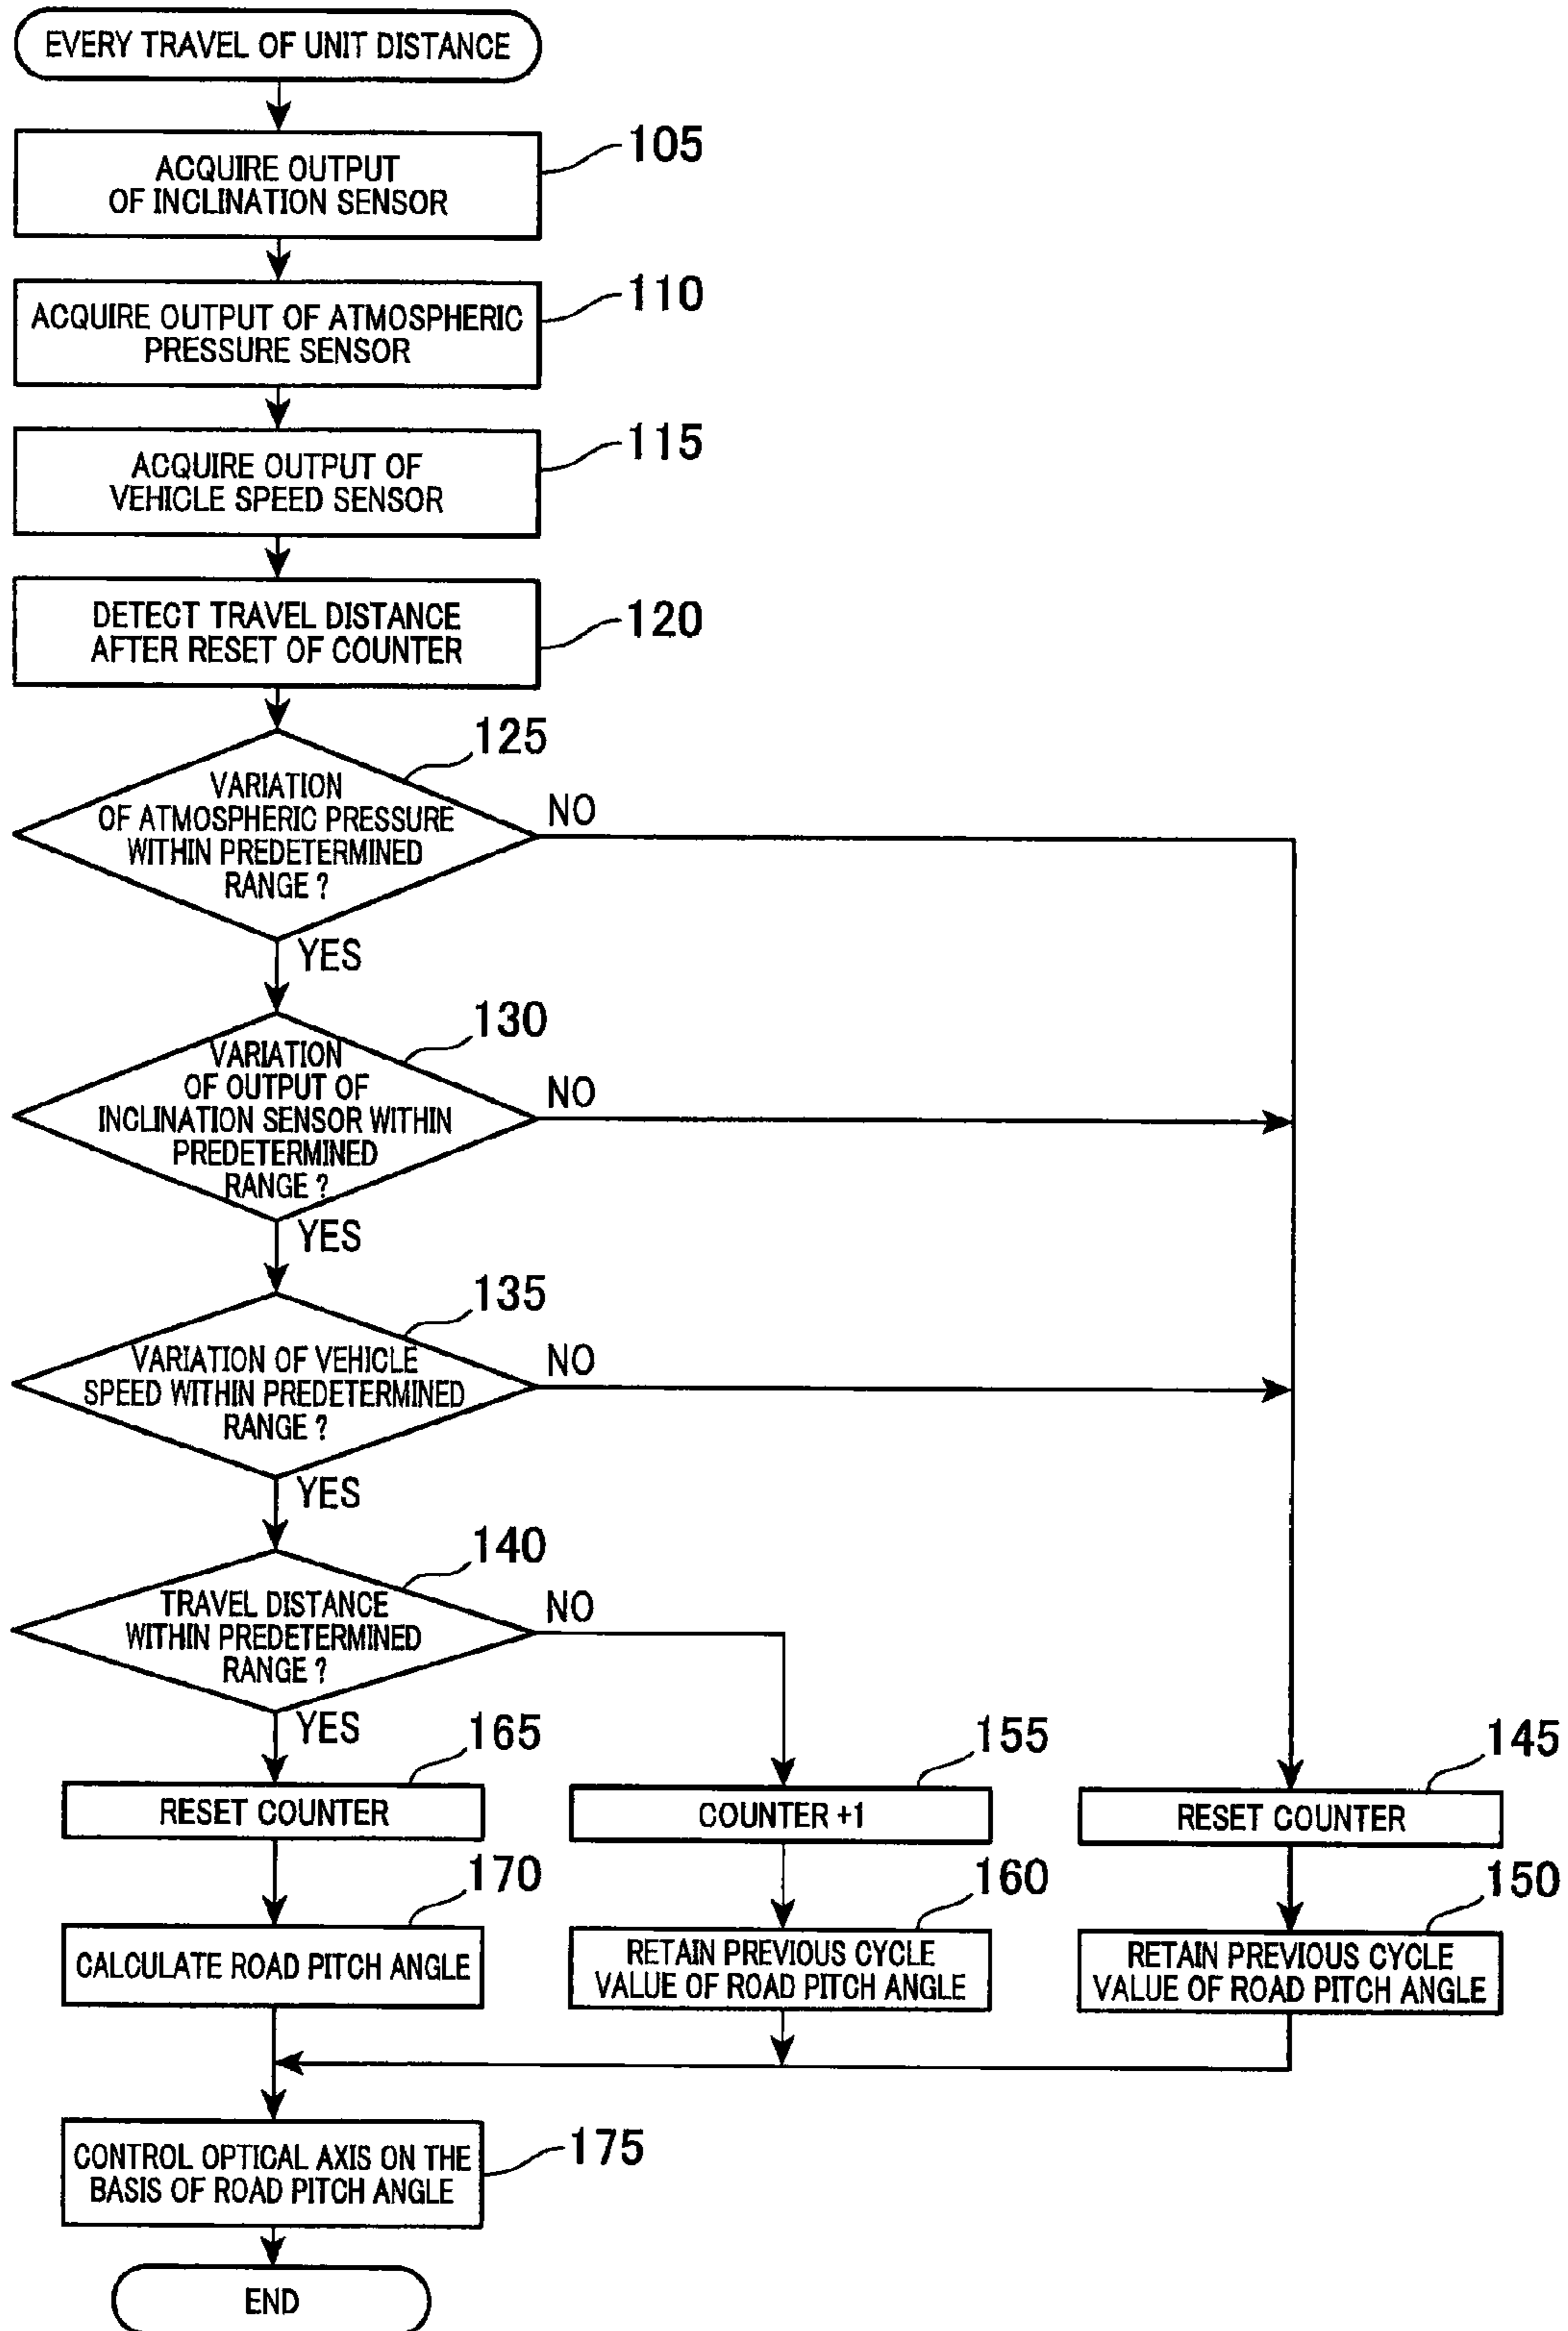 EVERY TRAVEL OF UNIT DISTANCE
ACQUIRE OUTPUT
OF INCLINATION SENSOR
105
ACQUIRE OUTPUT OF ATMOSPHERIC
PRESSURE SENSOR
110
ACQUIRE OUTPUT OF
VEHICLE SPEED SENSOR
115
DETECT TRAVEL DISTANCE
AFTER RESET OF COUNTER
120
125
VARIATION
OF ATMOSPHERIC PRESSURE
WITHIN PREDETERMINED
RANGE ?
NO
YES
130
VARIATION
OF OUTPUT OF
INCLINATION SENSOR WITHIN
PREDETERMINED
RANGE ?
NO
YES
135
VARIATION OF VEHICLE
SPEED WITHIN PREDETERMINED
RANGE ?
NO
YES
140
TRAVEL DISTANCE
WITHIN PREDETERMINED
RANGE ?
NO
YES
165
RESET COUNTER
155
COUNTER +1
145
RESET COUNTER
170
CALCULATE ROAD PITCH ANGLE
160
RETAIN PREVIOUS CYCLE
VALUE OF ROAD PITCH ANGLE
150
RETAIN PREVIOUS CYCLE
VALUE OF ROAD PITCH ANGLE
CONTROL OPTICAL AXIS ON THE
BASIS OF ROAD PITCH ANGLE
175
END